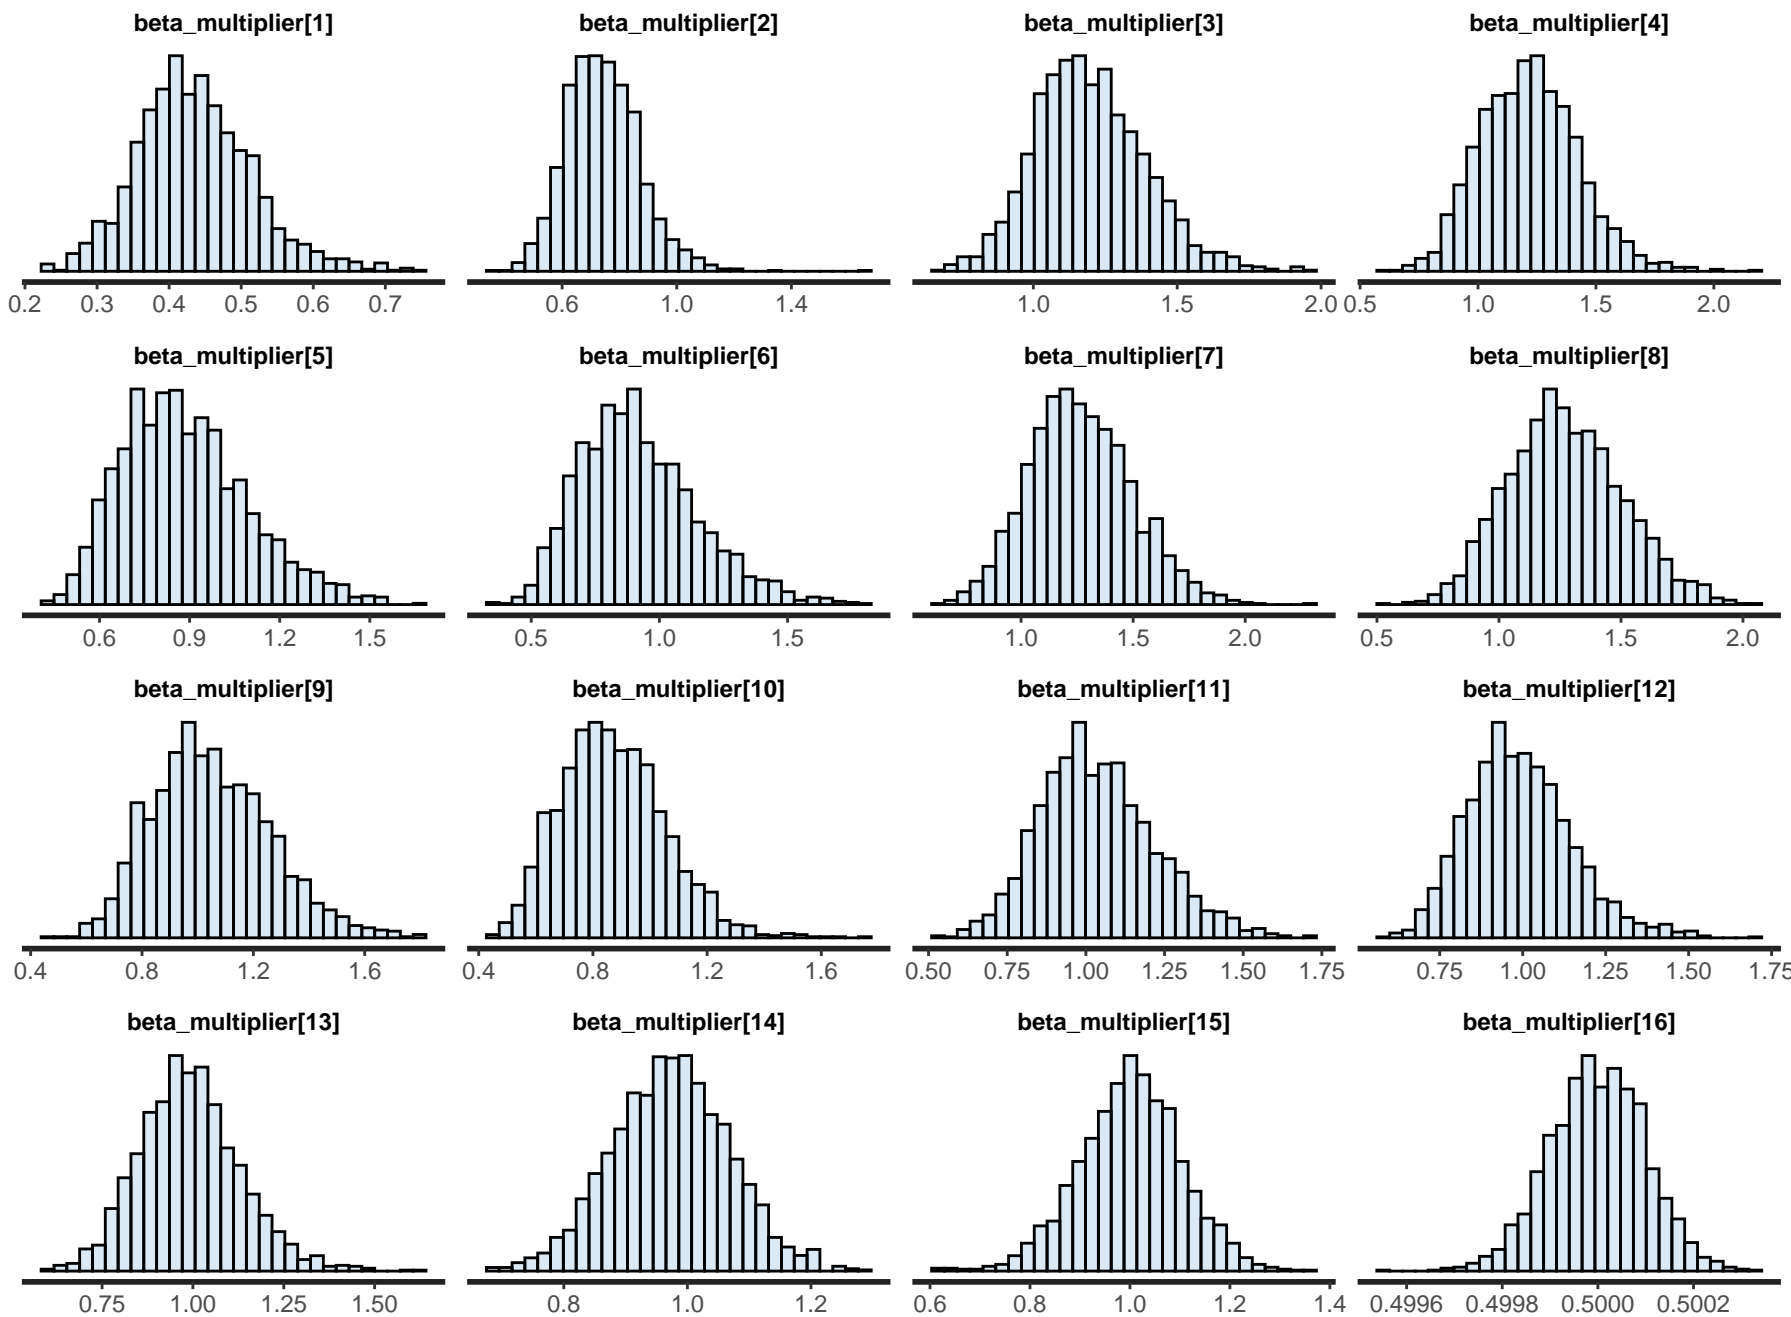 beta_multiplier[1] beta_multiplier[2] beta_multiplier[3] beta_multiplier[4]
0.2 0.3 0.4 0.5 0.6 0.7 0.6 1.0 1.4 1.0 1.5 2.0 0.5 1.0 1.5 2.0
beta_multiplier[5] beta_multiplier[6] beta_multiplier[7] beta_multiplier[8]
0.6 0.9 1.2 1.5 0.5 1.0 1.5 1.0 1.5 2.0 0.5 1.0 1.5 2.0
beta_multiplier[9] beta_multiplier[10] beta_multiplier[11] beta_multiplier[12]
0.4 0.8 1.2 1.6 0.4 0.8 1.2 1.6 0.50 0.75 1.00 1.25 1.50 1.75 0.75 1.00 1.25 1.50 1.75
beta_multiplier[13] beta_multiplier[14] beta_multiplier[15] beta_multiplier[16]
0.75 1.00 1.25 1.50 0.8 1.0 1.2 0.6 0.8 1.0 1.2 1.4 0.4996 0.4998 0.5000 0.5002